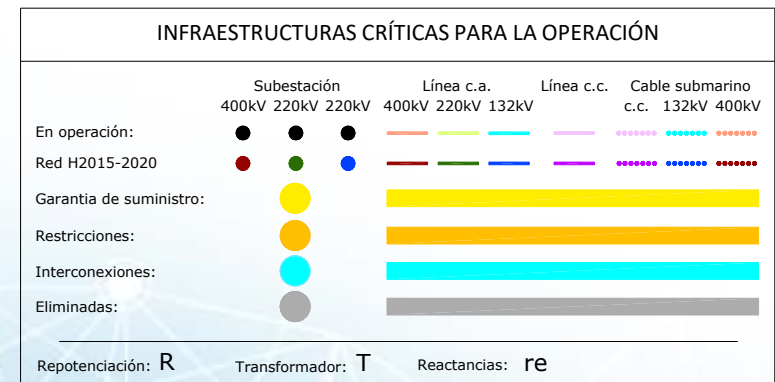 INFRAESTRUCTURAS CRÍTICAS PARA LA OPERACIÓN
Subestación Línea c.a. Línea c.c. Cable submarino
400kV 220kV 220kV 400kV 220kV 132kV c.c. 132kV 400kV
En operación:
Red H2015-2020
Garantia de suministro:
Restricciones:
Interconexiones:
Eliminadas:
Repotenciación: R Transformador: T Reactancias: re